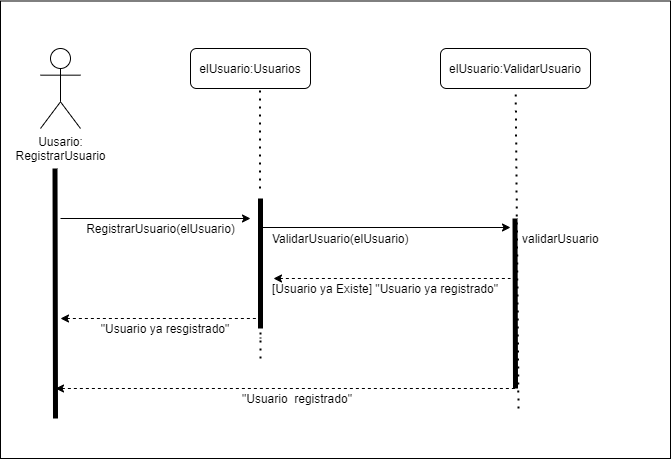 elUsuario:Usuarios
elUsuario:ValidarUsuario
Uusario:
RegistrarUsuario
RegistrarUsuario(elUsuario)
ValidarUsuario(elUsuario)
validarUsuario
[Usuario ya Existe] "Usuario ya registrado"
"Usuario ya resgistrado"
"Usuario registrado"